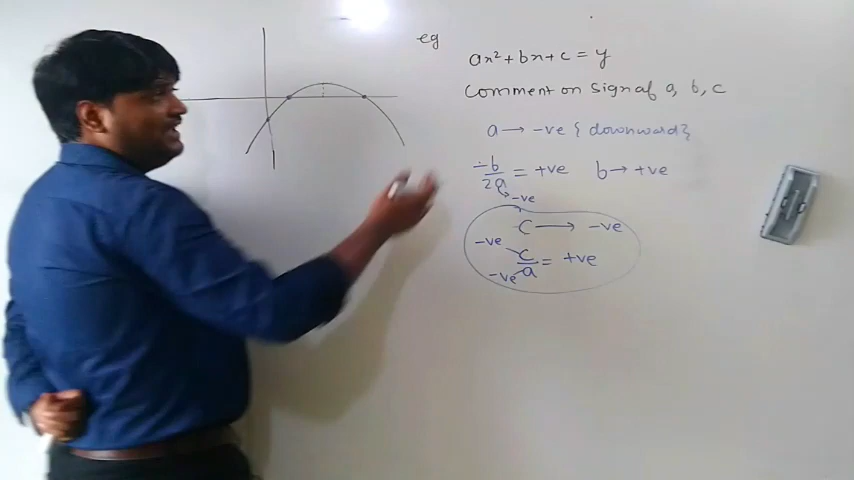 eg
ax² + bx + c = y
Comment on sign of a, b, c
a → -ve { downward}
-b/2a = +ve b → +ve
-ve
C → -ve
-ve
c/a = +ve
-ve